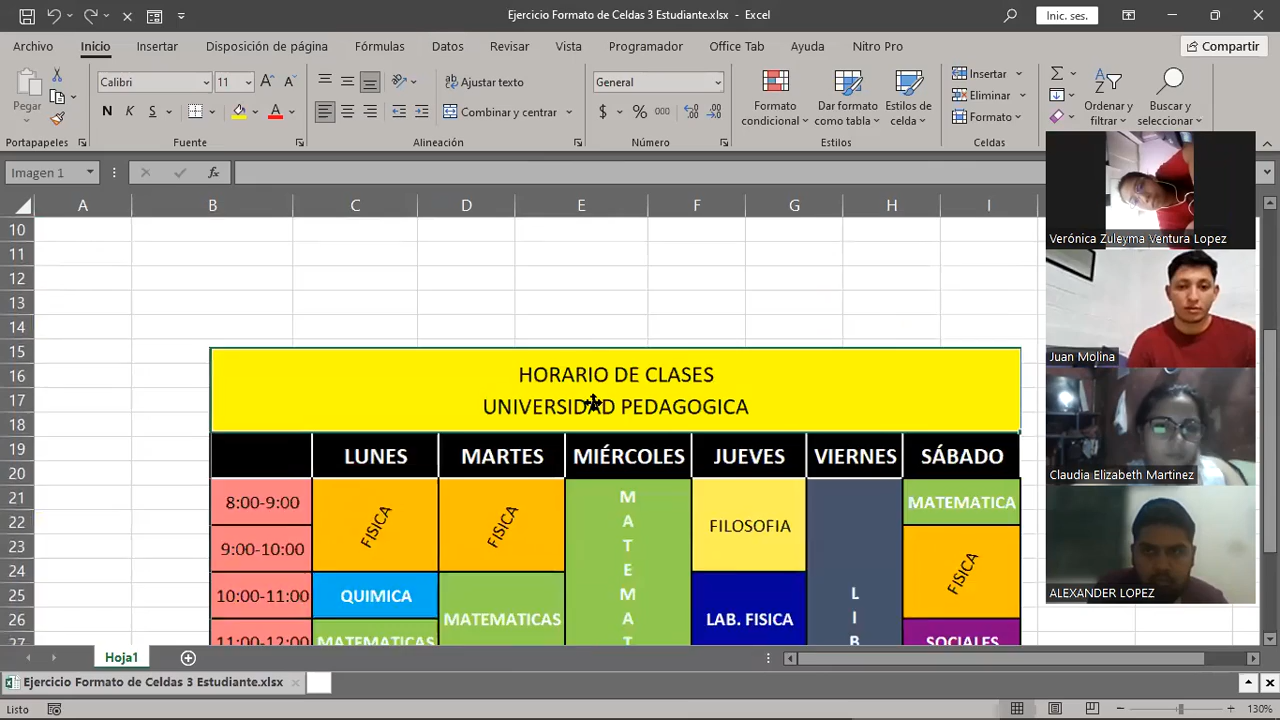 Ejercicio Formato de Celdas 3 Estudiante.xlsx - Excel
Inic. ses.
Archivo Inicio Insertar Disposición de página Fórmulas Datos Revisar Vista Programador Office Tab Ayuda Nitro Pro Compartir
Pegar
Calibri 11
N K S
Ajustar texto
Combinar y centrar
General
$ % 000
Formato condicional
Dar formato como tabla
Estilos de celda
Insertar
Eliminar
Formato
Ordenar y filtrar
Buscar y seleccionar
Portapapeles Fuente Alineación Número Estilos Celdas
Imagen 1 fx
A B C D E F G H I
10
11
12
13
14
15
16
17
18
19
20
21
22
23
24
25
26
27
HORARIO DE CLASES
UNIVERSIDAD PEDAGOGICA
LUNES MARTES MIÉRCOLES JUEVES VIERNES SÁBADO
8:00-9:00 FISICA FISICA FILOSOFIA MATEMATICA
9:00-10:00 FISICA
10:00-11:00 QUIMICA MATEMATICAS LAB. FISICA
11:00-12:00 MATEMATICAS SOCIALES
M
A
T
E
M
A
T
L
I
B
Verónica Zuleyma Ventura Lopez
Juan Molina
Claudia Elizabeth Martinez
ALEXANDER LOPEZ
Hoja1
Ejercicio Formato de Celdas 3 Estudiante.xlsx
Listo
130%